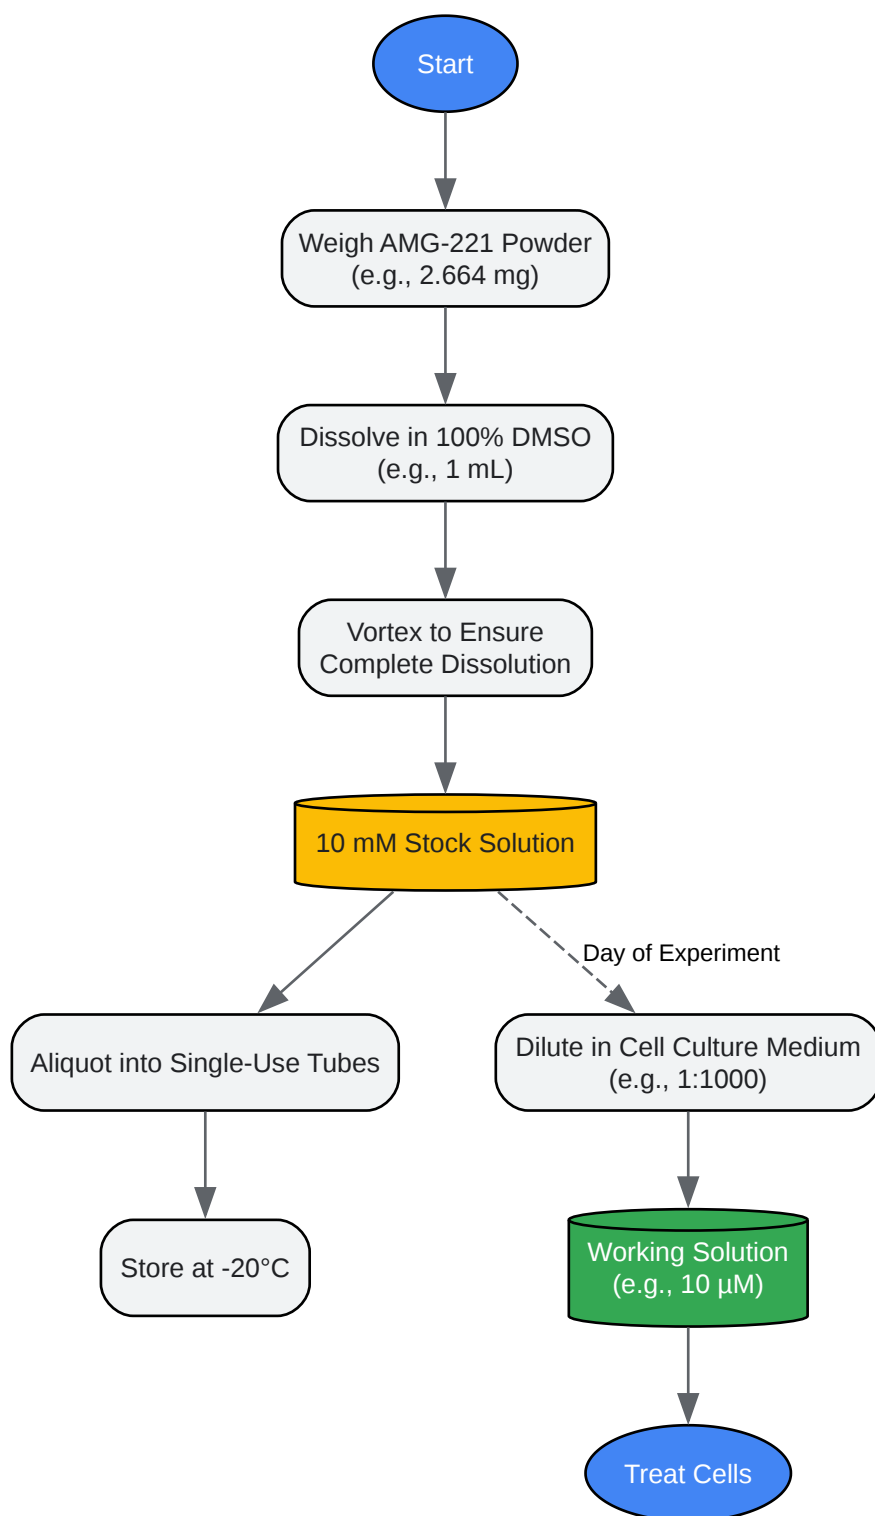 Start
Weigh AMG-221 Powder
(e.g., 2.664 mg)
Dissolve in 100% DMSO
(e.g., 1 mL)
Vortex to Ensure
Complete Dissolution
10 mM Stock Solution
Day of Experiment
Aliquot into Single-Use Tubes
Dilute in Cell Culture Medium
(e.g., 1:1000)
Store at -20°C
Working Solution
(e.g., 10 µM)
Treat Cells